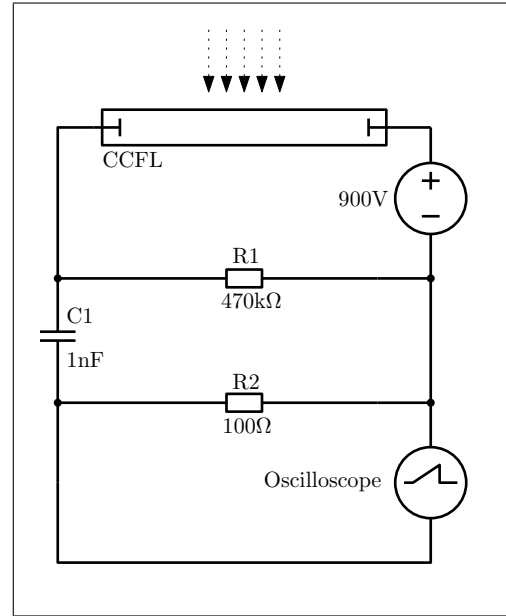 CCFL
900V
+
−
R1
470kΩ
C1
1nF
R2
100Ω
Oscilloscope